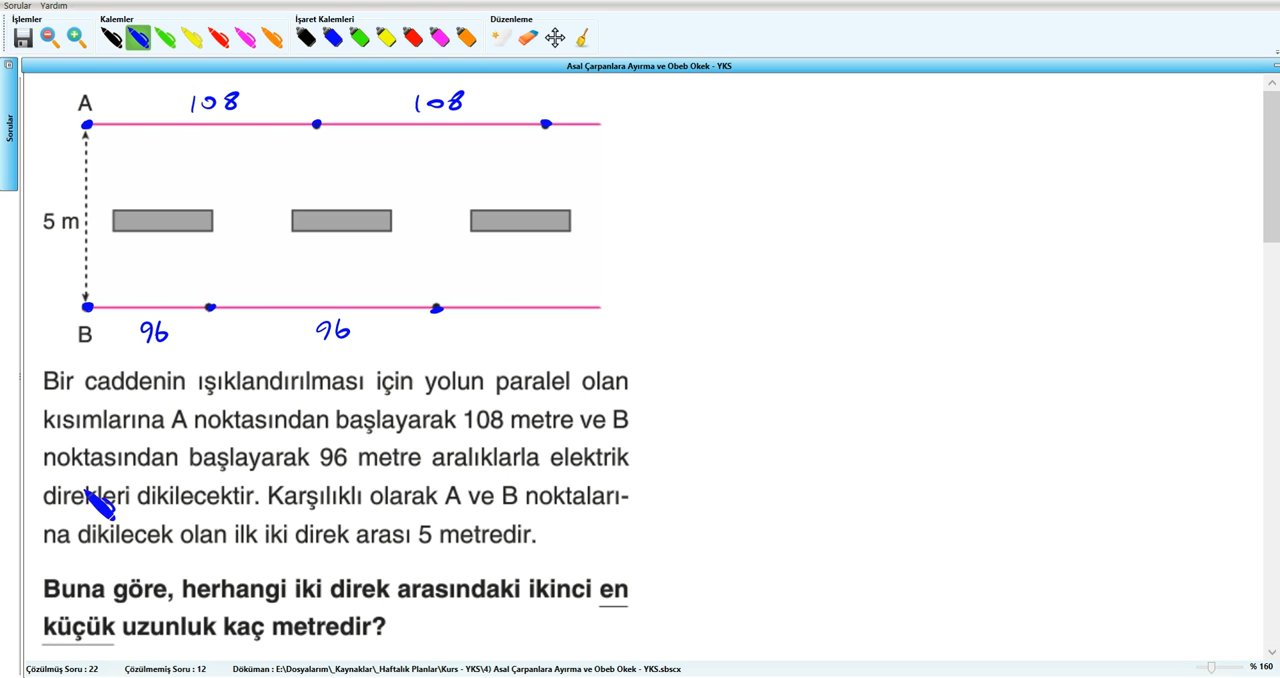 Sorular Yardım
İşlemler Kalemler İşaret Kalemleri Düzenleme
Asal Çarpanlara Ayırma ve Obeb Okek - YKS
Sorular
A 108 108
5 m
B 96 96
Bir caddenin ışıklandırılması için yolun paralel olan
kısımlarına A noktasından başlayarak 108 metre ve B
noktasından başlayarak 96 metre aralıklarla elektrik
direkleri dikilecektir. Karşılıklı olarak A ve B noktaları-
na dikilecek olan ilk iki direk arası 5 metredir.
Buna göre, herhangi iki direk arasındaki ikinci en
küçük uzunluk kaç metredir?
Çözülmüş Soru : 22 Çözülmemiş Soru : 12 Döküman : E:\Dosyalarım\_Kaynaklar\_Haftalık Planlar\Kurs - YKS\4) Asal Çarpanlara Ayırma ve Obeb Okek - YKS.sbscx % 160